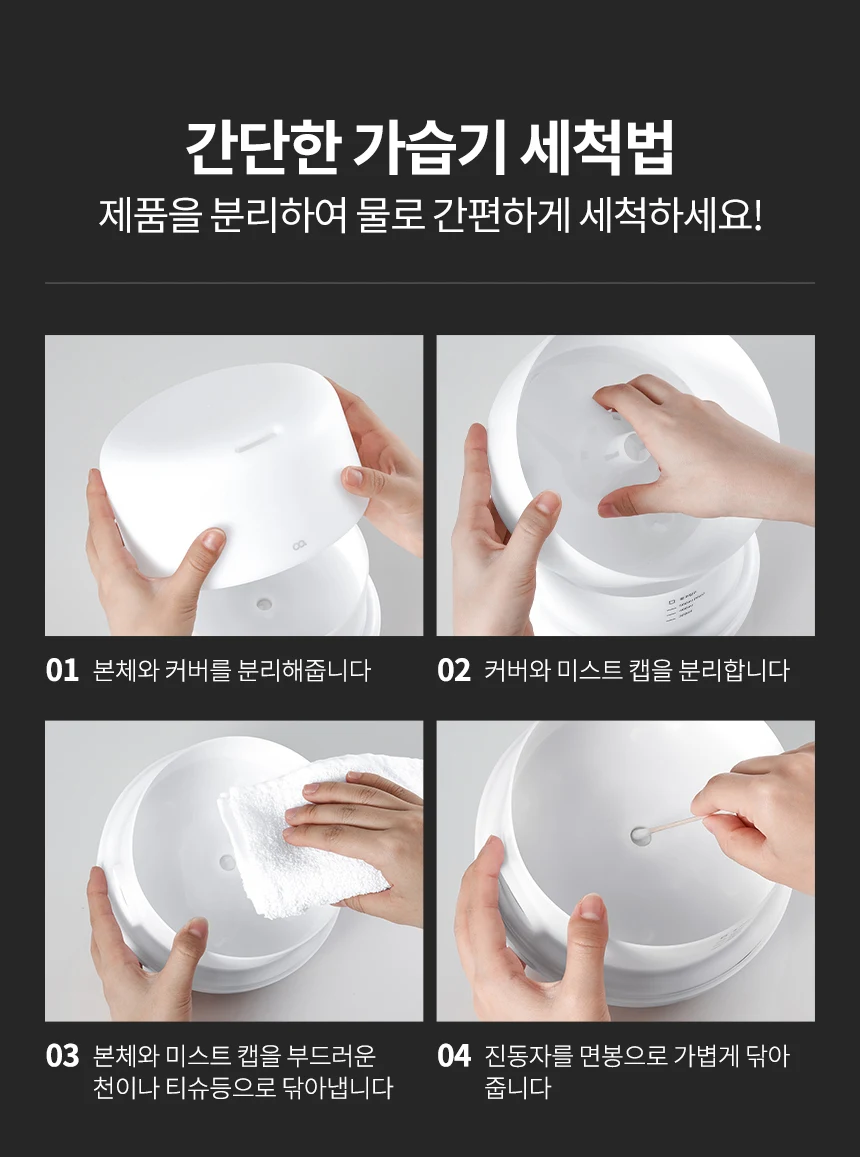 간단한 가습기 세척법
제품을 분리하여 물로 간편하게 세척하세요!
01 본체와 커버를 분리해줍니다
02 커버와 미스트 캡을 분리합니다
03 본체와 미스트 캡을 부드러운
천이나 티슈등으로 닦아냅니다
04 진동자를 면봉으로 가볍게 닦아
줍니다